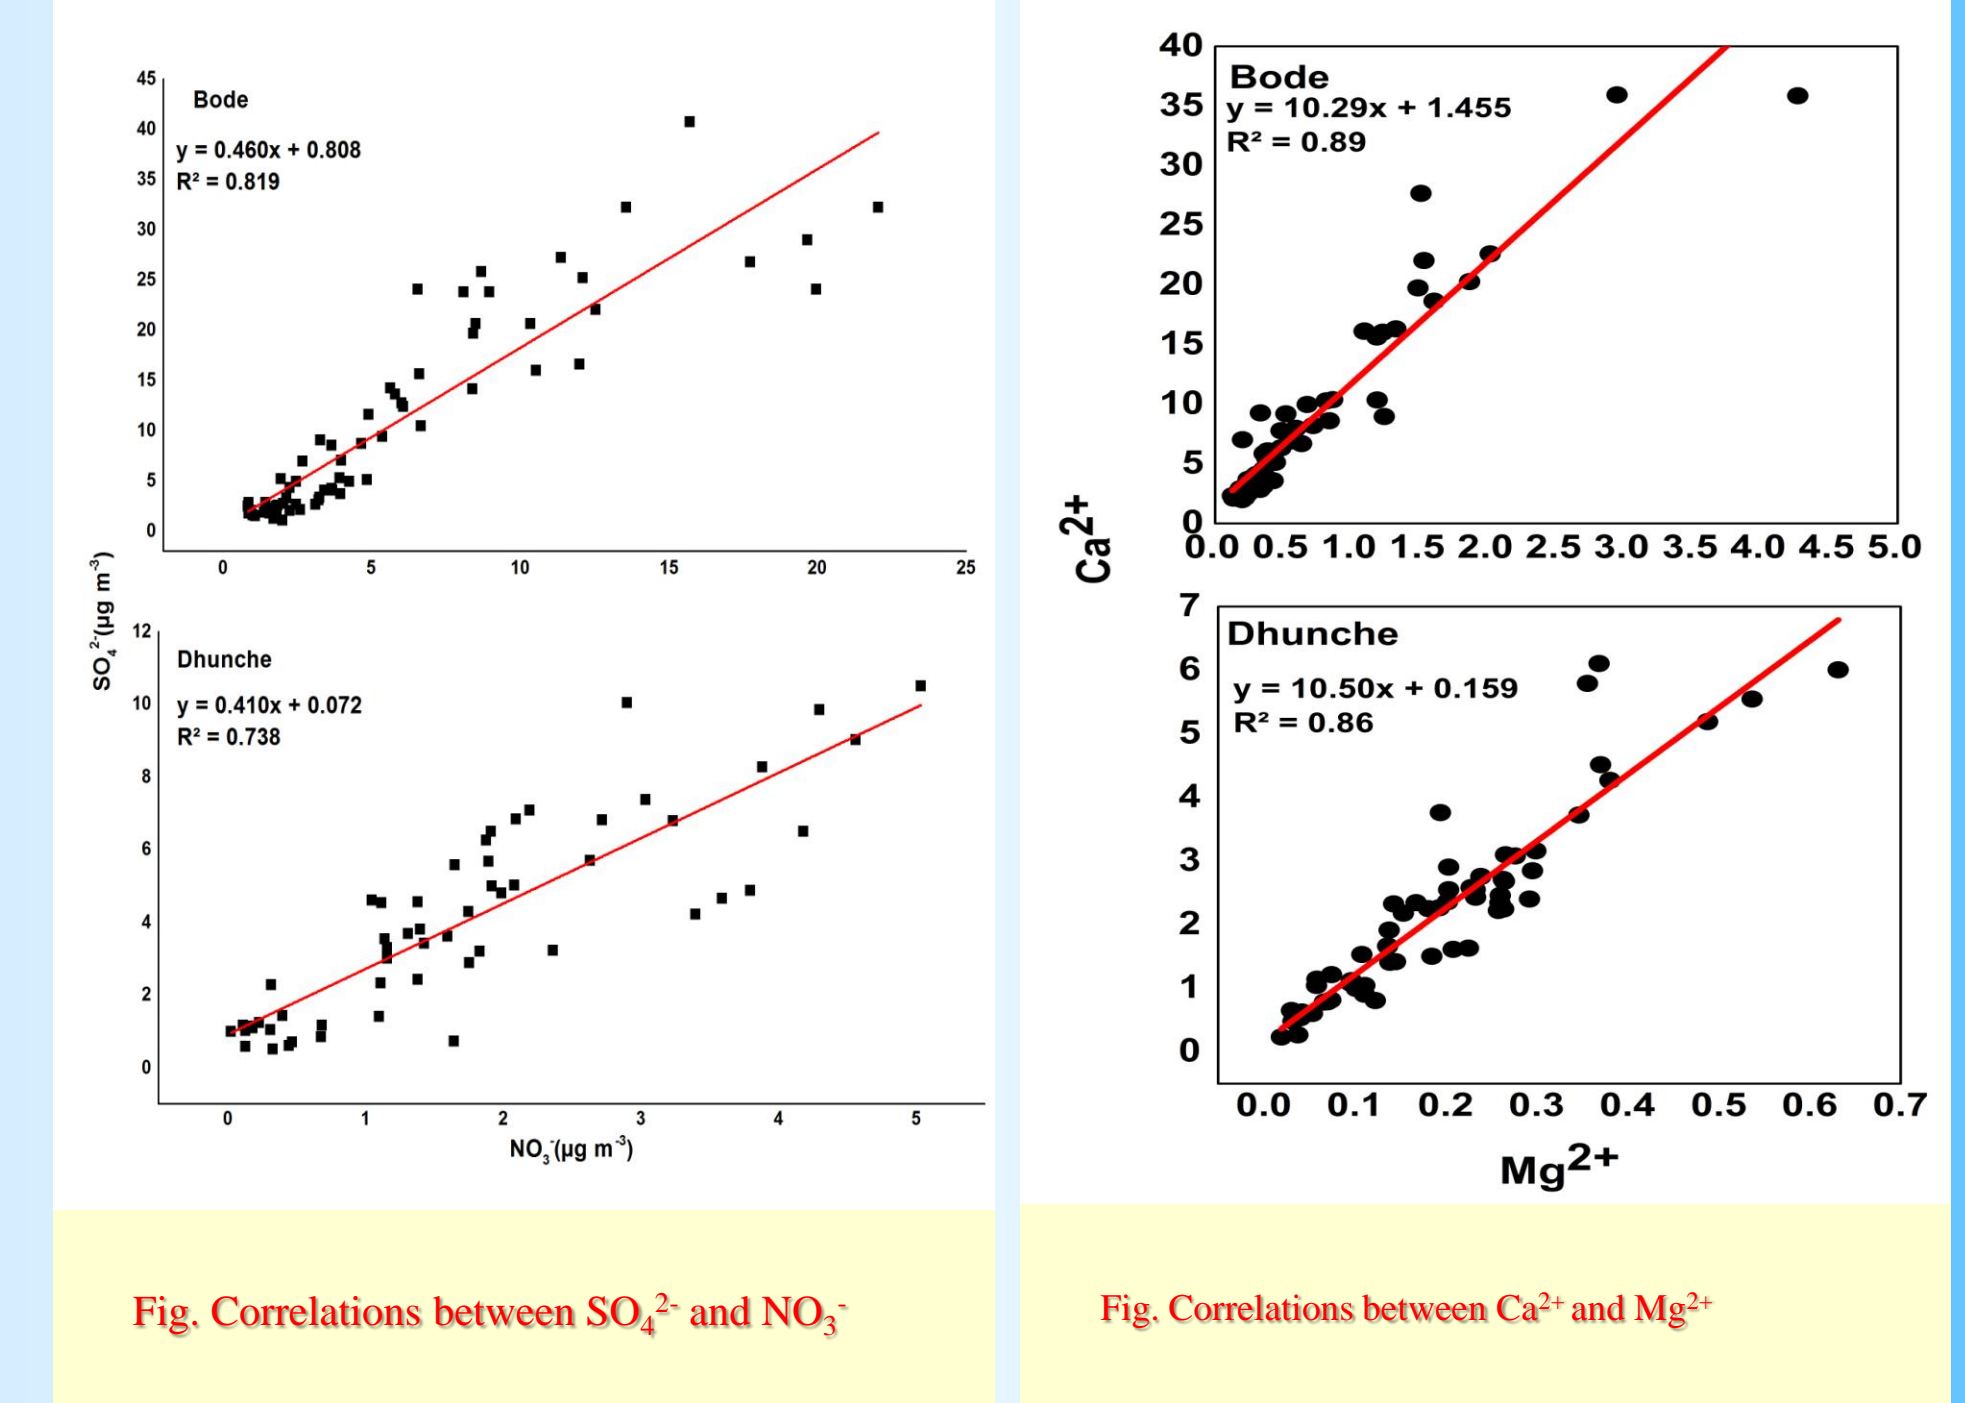 45
40
35
30
25
20
15
10
5
0
Bode
y = 0.460x + 0.808
R² = 0.819
0 5 10 15 20 25
SO₄²⁻(µg m⁻³)
12
10
8
6
4
2
0
Dhunche
y = 0.410x + 0.072
R² = 0.738
0 1 2 3 4 5
NO₃⁻(µg m⁻³)
Fig. Correlations between SO₄²⁻ and NO₃⁻
40
35
30
25
20
15
10
5
0
Bode
y = 10.29x + 1.455
R² = 0.89
0.0 0.5 1.0 1.5 2.0 2.5 3.0 3.5 4.0 4.5 5.0
Ca²⁺
7
6
5
4
3
2
1
0
Dhunche
y = 10.50x + 0.159
R² = 0.86
0.0 0.1 0.2 0.3 0.4 0.5 0.6 0.7
Mg²⁺
Fig. Correlations between Ca²⁺ and Mg²⁺